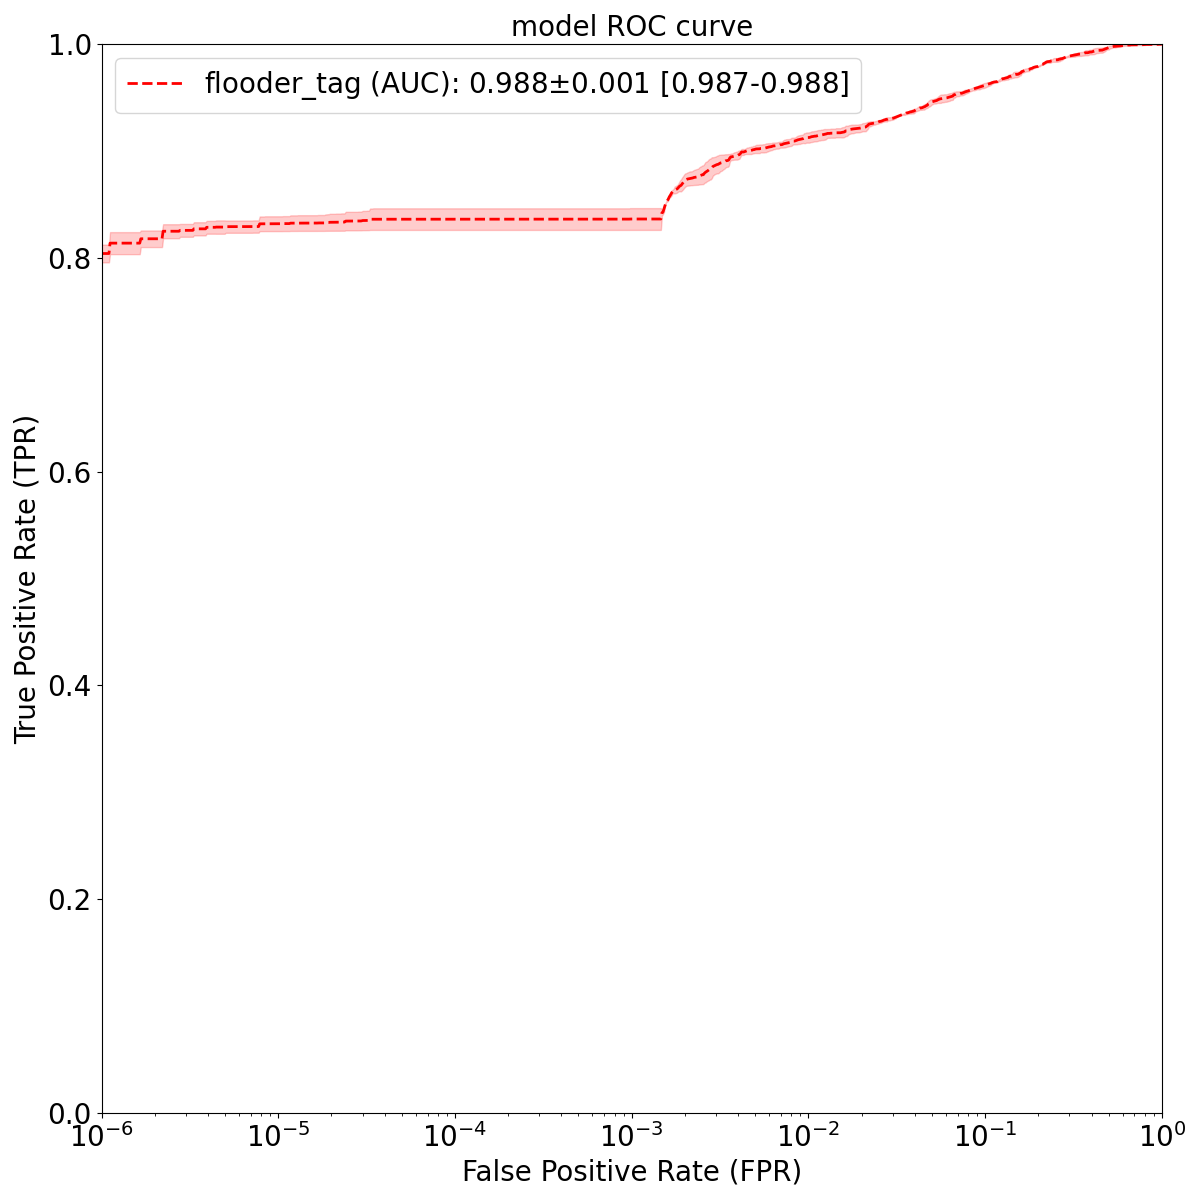 model ROC curve
flooder_tag (AUC): 0.988±0.001 [0.987-0.988]
True Positive Rate (TPR)
1.0
0.8
0.6
0.4
0.2
0.0
10⁻⁶ 10⁻⁵ 10⁻⁴ 10⁻³ 10⁻² 10⁻¹ 10⁰
False Positive Rate (FPR)